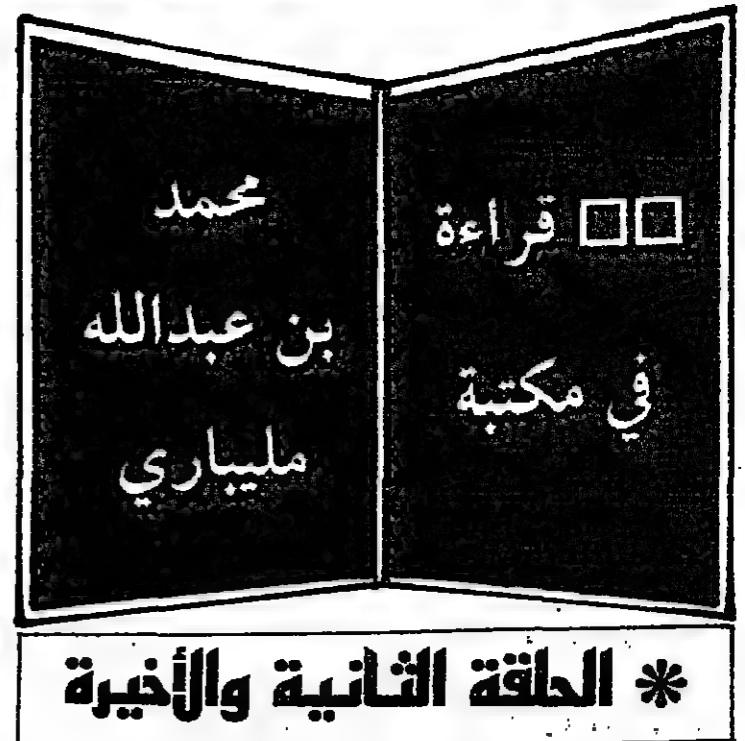 □□ قراءة
في مكتبة
محمد
بن عبدالله
مليباري
* الحلقة الثانية والأخيرة